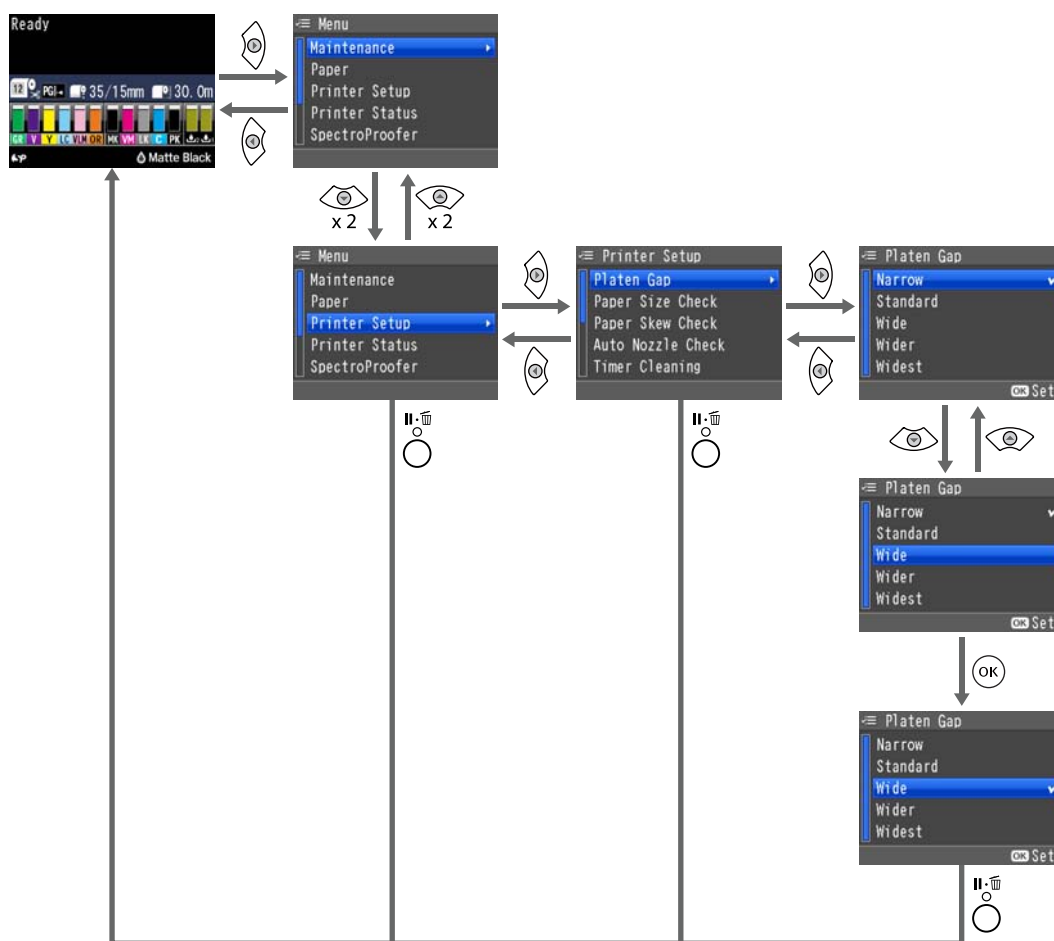 Ready
12 PGI 35/15mm 30. 0m
GR V Y LC VLM OR MK VM LK C PK
Matte Black
Menu
Maintenance
Paper
Printer Setup
Printer Status
SpectroProofer
x 2
x 2
Menu
Maintenance
Paper
Printer Setup
Printer Status
SpectroProofer
Printer Setup
Platen Gap
Paper Size Check
Paper Skew Check
Auto Nozzle Check
Timer Cleaning
Platen Gap
Narrow
Standard
Wide
Wider
Widest
OK Set
Platen Gap
Narrow
Standard
Wide
Wider
Widest
OK Set
OK
Platen Gap
Narrow
Standard
Wide
Wider
Widest
OK Set